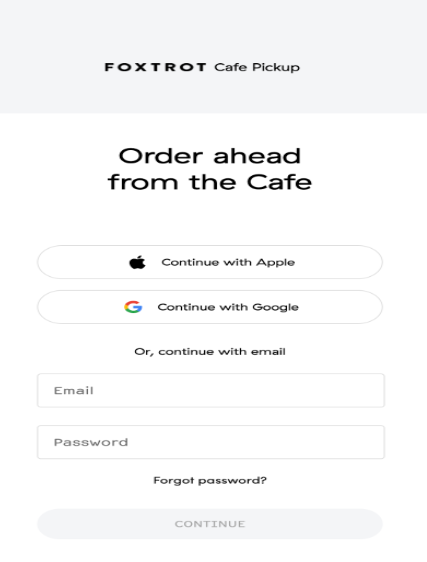 FOXTROT Cafe Pickup
Order ahead
from the Cafe
Continue with Apple
Continue with Google
Or, continue with email
Email
Password
Forgot password?
CONTINUE